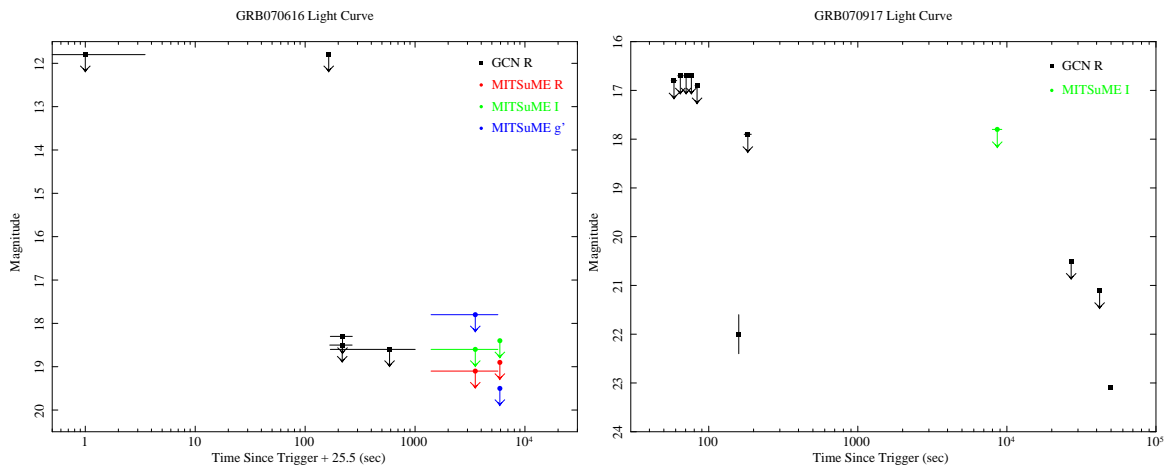 GRB070616 Light Curve
12
13
14
15
16
17
18
19
20
Magnitude
1
10
100
1000
10⁴
Time Since Trigger + 25.5 (sec)
GCN R
MITSuME R
MITSuME I
MITSuME g’
GRB070917 Light Curve
16
17
18
19
20
21
22
23
24
Magnitude
100
1000
10⁴
10⁵
Time Since Trigger (sec)
GCN R
MITSuME I